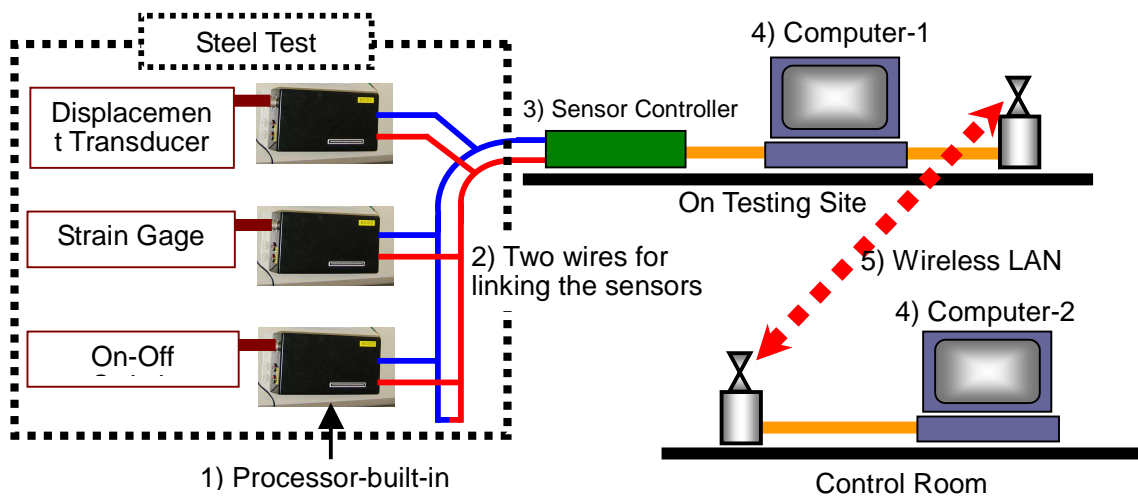 Steel Test
Displacemen
t Transducer
Strain Gage
On-Off
1) Processor-built-in
2) Two wires for
linking the sensors
3) Sensor Controller
4) Computer-1
On Testing Site
5) Wireless LAN
4) Computer-2
Control Room